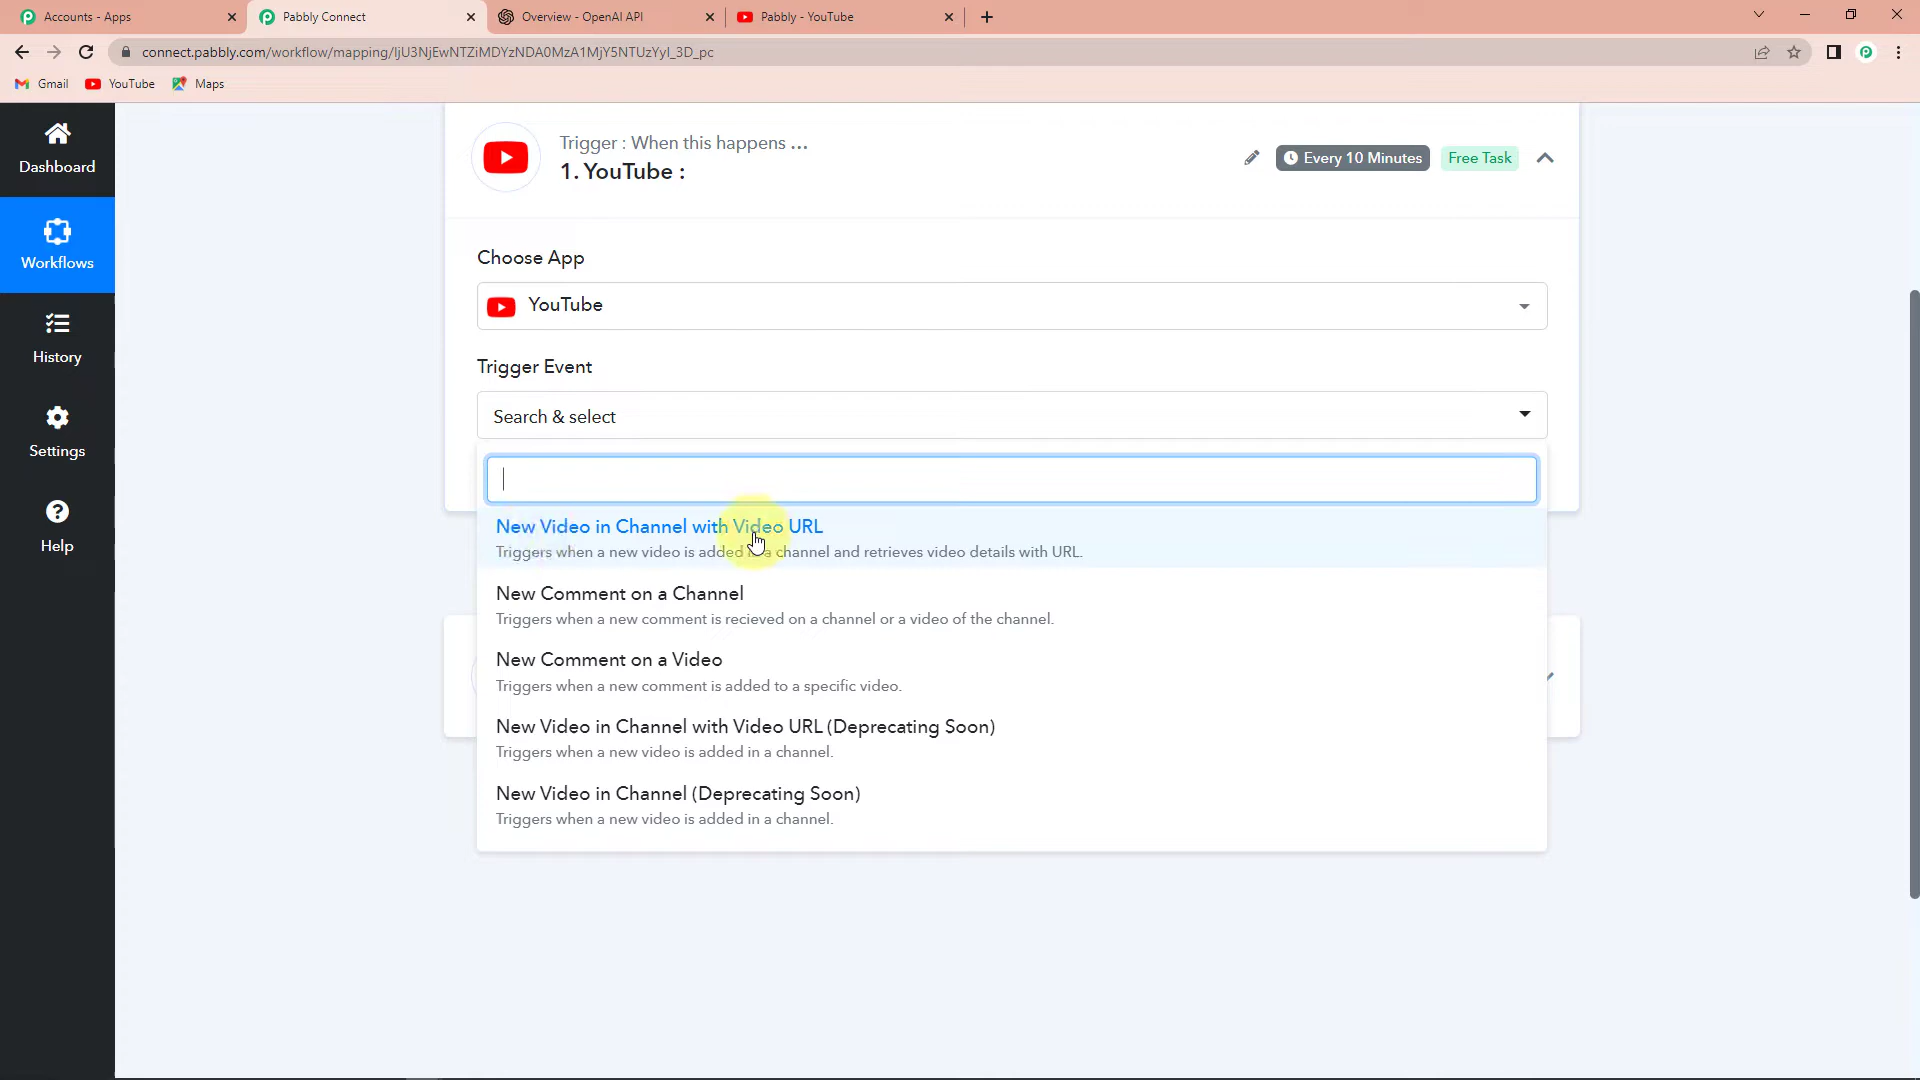 Accounts - Apps
Pabbly Connect
Overview - OpenAI API
Pabbly - YouTube
connect.pabbly.com/workflow/mapping/IjU3NjEwNTZiMDYzNDA0MzA1MjY5NTUzYyI_3D_pc
Gmail
YouTube
Maps
Dashboard
Workflows
History
Settings
Help
Trigger : When this happens ...
1. YouTube :
Every 10 Minutes
Free Task
Choose App
YouTube
Trigger Event
Search & select
New Video in Channel with Video URL
Triggers when a new video is added in a channel and retrieves video details with URL.
New Comment on a Channel
Triggers when a new comment is recieved on a channel or a video of the channel.
New Comment on a Video
Triggers when a new comment is added to a specific video.
New Video in Channel with Video URL (Deprecating Soon)
Triggers when a new video is added in a channel.
New Video in Channel (Deprecating Soon)
Triggers when a new video is added in a channel.